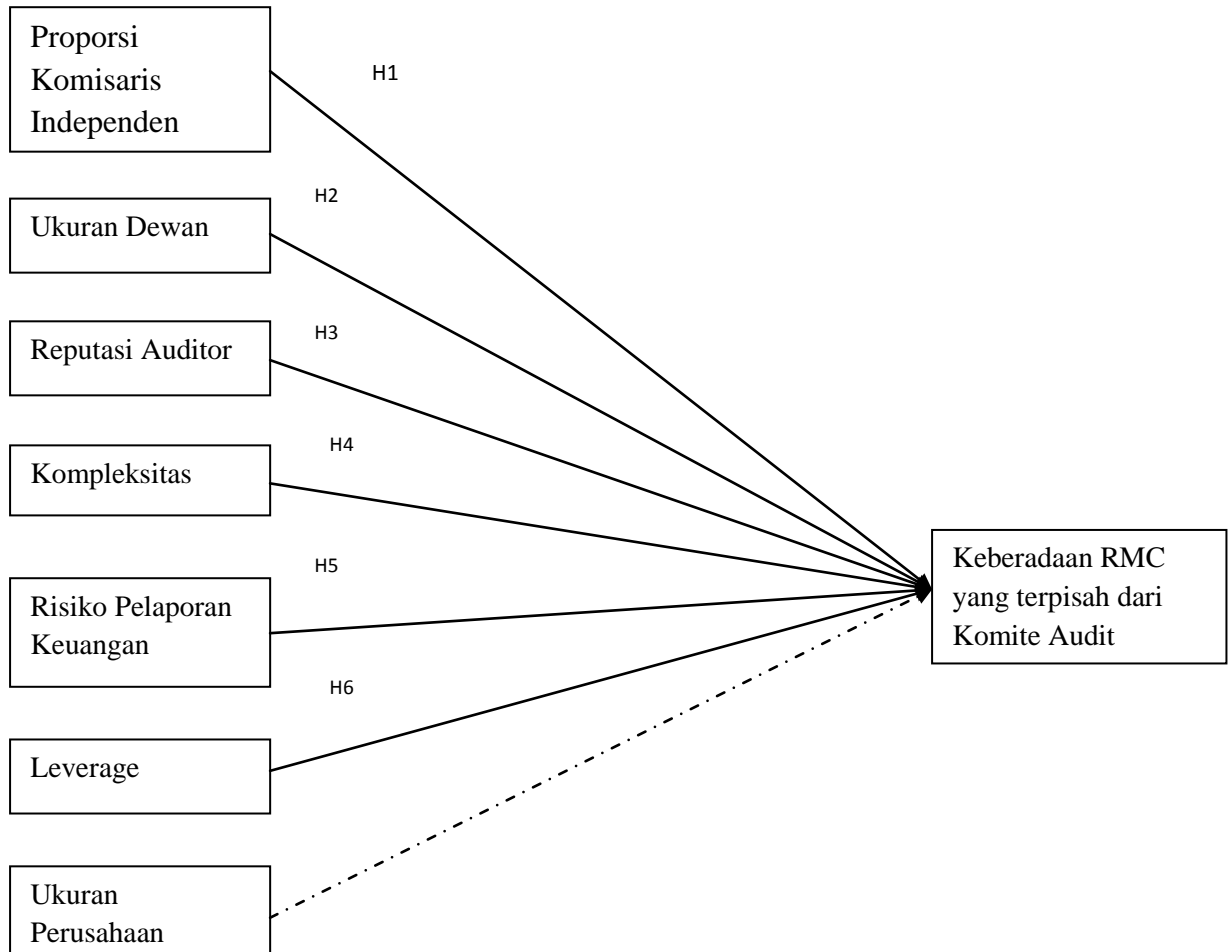 Proporsi
Komisaris
Independen
H1
H2
Ukuran Dewan
H3
Reputasi Auditor
H4
Kompleksitas
H5
Risiko Pelaporan
Keuangan
H6
Leverage
Ukuran
Perusahaan
Keberadaan RMC
yang terpisah dari
Komite Audit